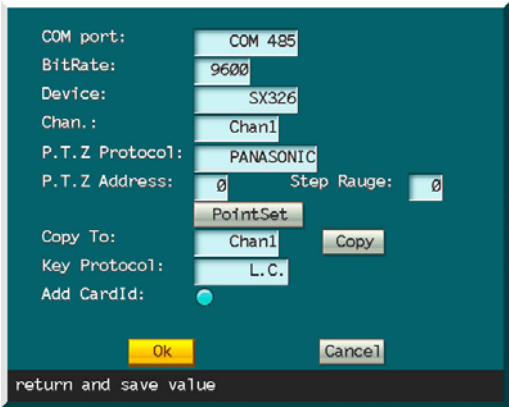 COM port: COM 485
BitRate: 9600
Device: SX326
Chan.: Chan1
P.T.Z Protocol: PANASONIC
P.T.Z Address: 0 Step Rauge: 0
PointSet
Copy To: Chan1 Copy
Key Protocol: L.C.
Add CardId:
Ok Cancel
return and save value